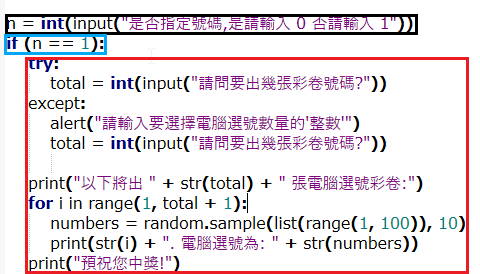 n = int(input("是否指定號碼,是請輸入 0 否請輸入 1"))
if (n == 1):
try:
total = int(input("請問要出幾張彩卷號碼?"))
except:
alert("請輸入要選擇電腦選號數量的'整數'")
total = int(input("請問要出幾張彩卷號碼?"))
print("以下將出 " + str(total) + " 張電腦選號彩卷:")
for i in range(1, total + 1):
numbers = random.sample(list(range(1, 100)), 10)
print(str(i) + ". 電腦選號為: " + str(numbers))
print("預祝您中獎!")